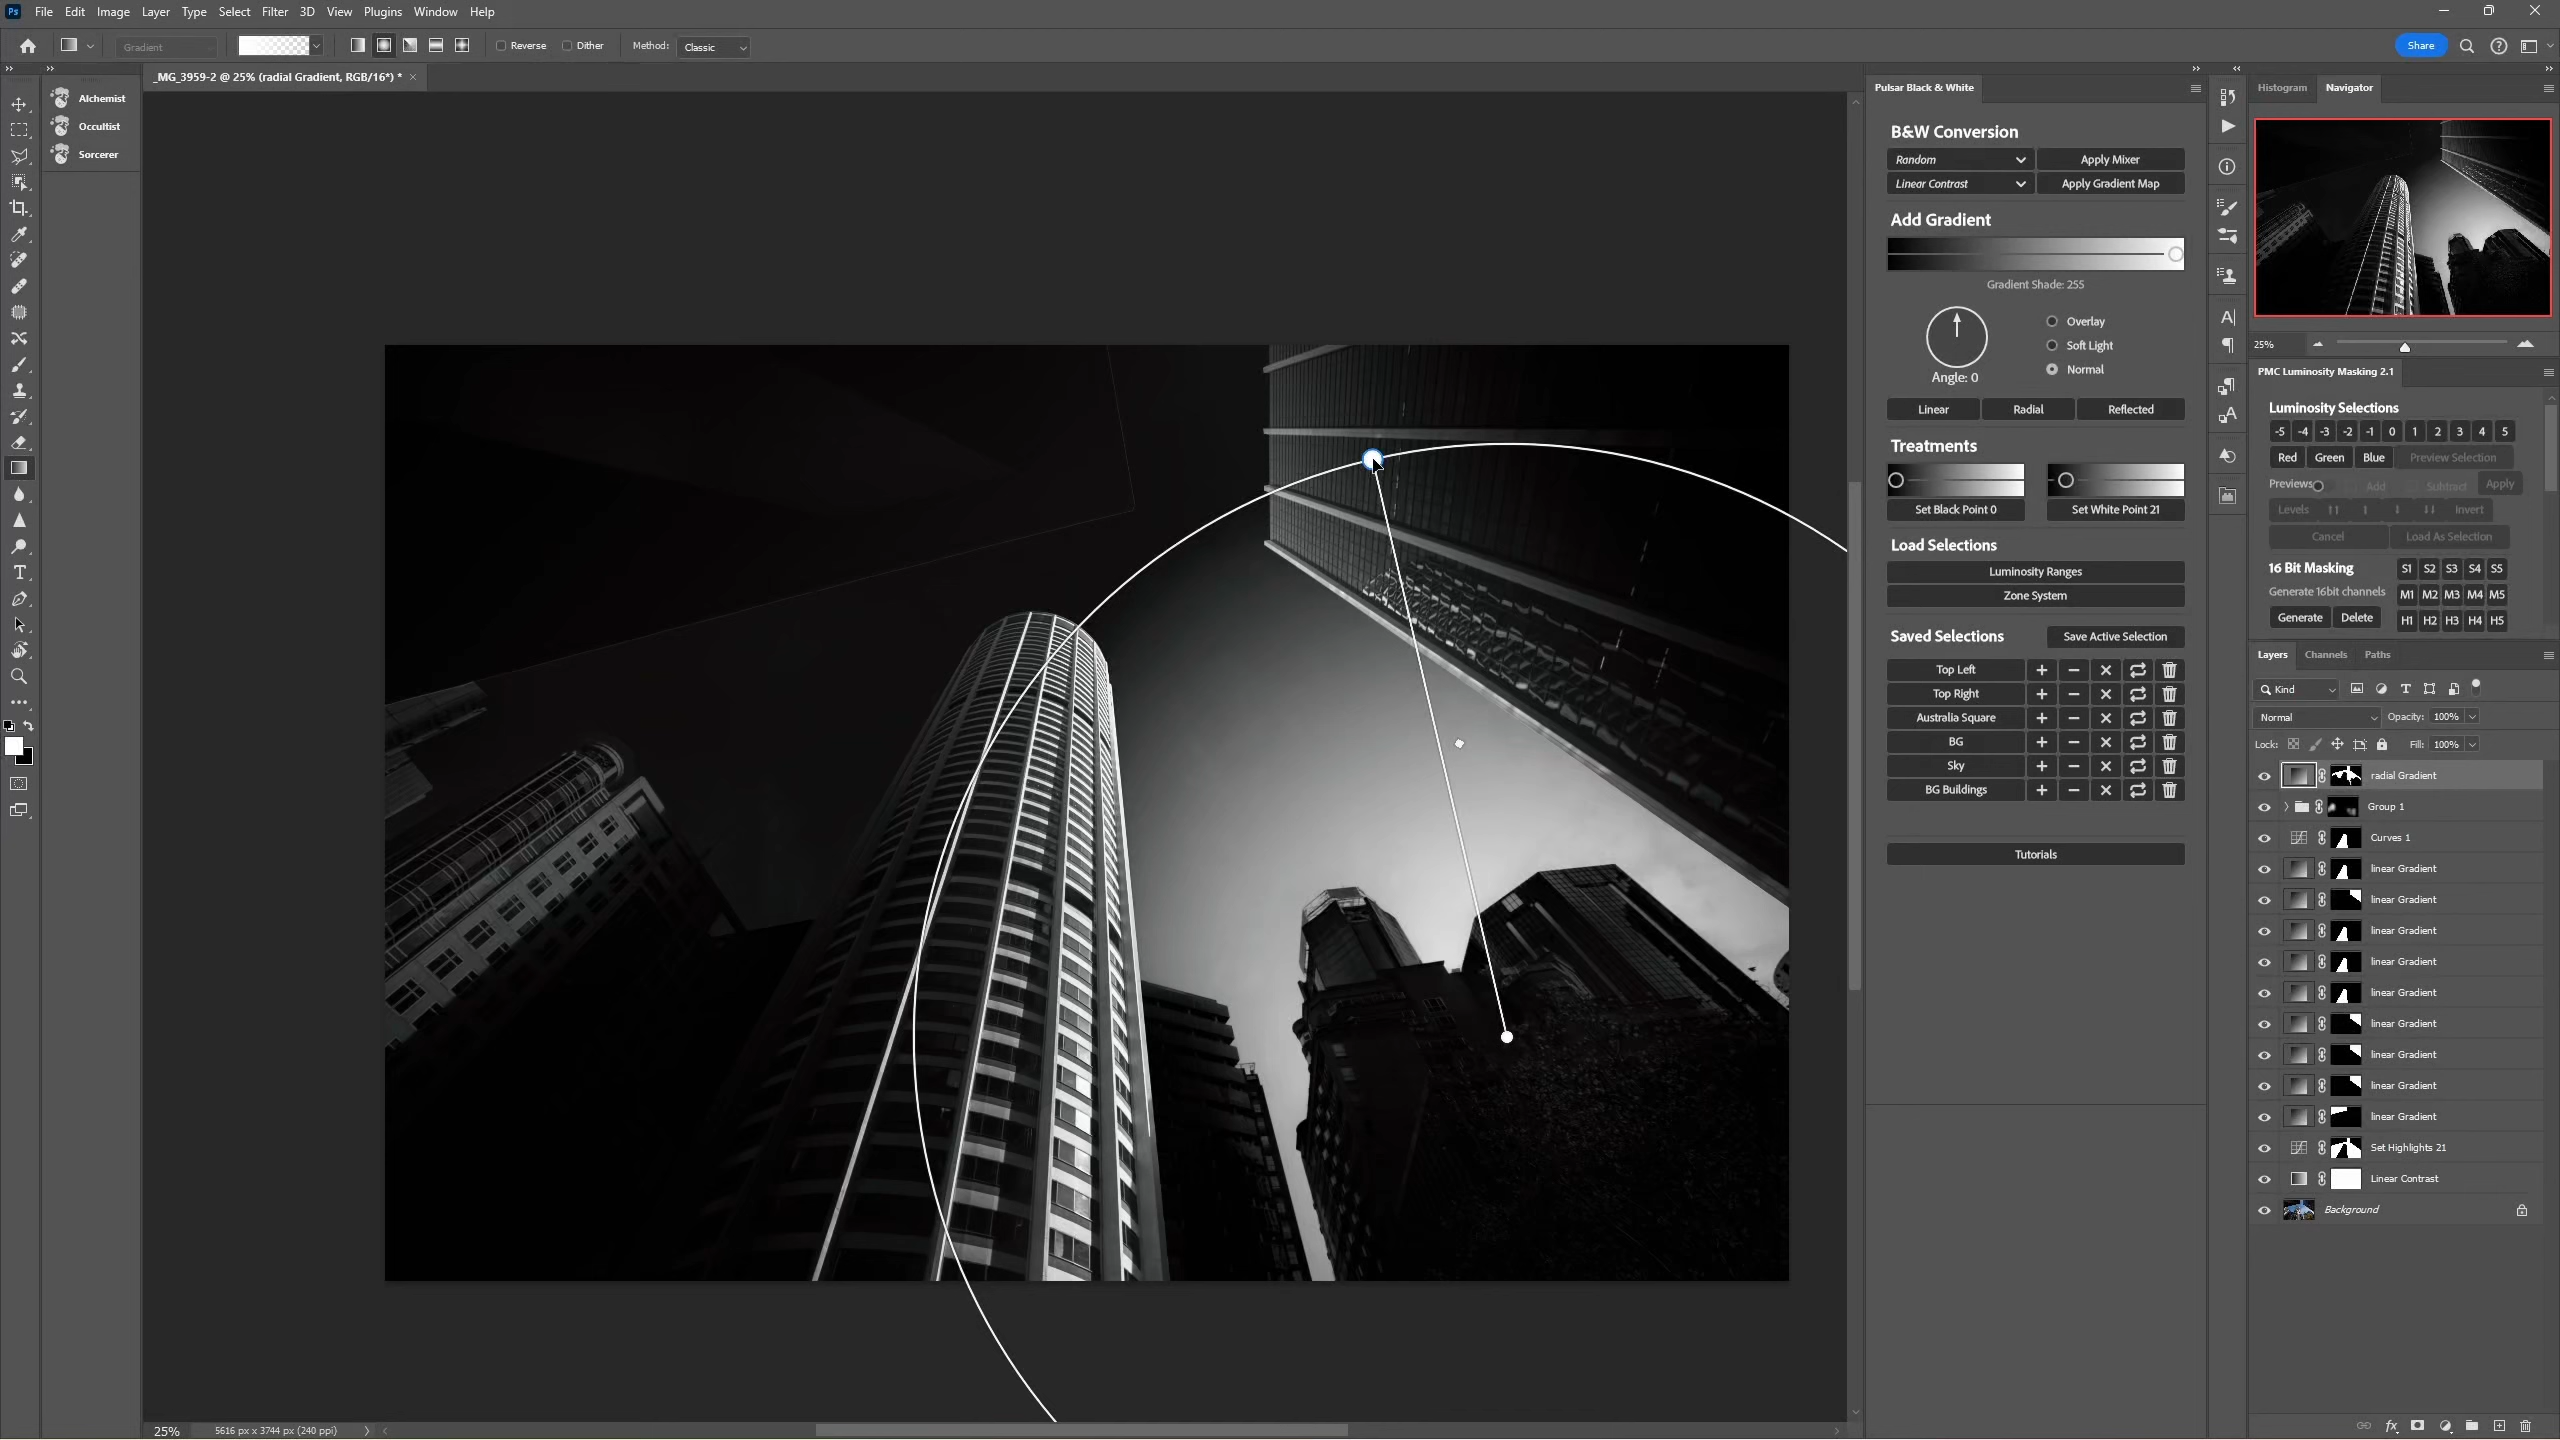 Ps File Edit Image Layer Type Select Filter 3D View Plugins Window Help
Gradient Reverse Dither Method: Classic Share
_MG_3959-2 @ 25% (radial Gradient, RGB/16*) *
Alchemist
Occultist
Sorcerer
Pulsar Black & White
B&W Conversion
Random Apply Mixer
Linear Contrast Apply Gradient Map
Add Gradient
Gradient Shade: 255
Overlay
Soft Light
Normal
Angle: 0
Linear Radial Reflected
Treatments
Set Black Point 0 Set White Point 21
Load Selections
Luminosity Ranges
Zone System
Saved Selections Save Active Selection
Top Left
Top Right
Australia Square
BG
Sky
BG Buildings
Tutorials
Histogram Navigator
25%
PMC Luminosity Masking 2.1
Luminosity Selections
-5 -4 -3 -2 -1 0 1 2 3 4 5
Red Green Blue Preview Selection
Previews Add Subtract Apply
Levels Invert
Cancel Load As Selection
16 Bit Masking S1 S2 S3 S4 S5
Generate 16bit channels M1 M2 M3 M4 M5
Generate Delete H1 H2 H3 H4 H5
Layers Channels Paths
Kind
Normal Opacity: 100%
Lock: Fill: 100%
radial Gradient
Group 1
Curves 1
linear Gradient
linear Gradient
linear Gradient
linear Gradient
linear Gradient
linear Gradient
linear Gradient
linear Gradient
linear Gradient
Set Highlights 21
Linear Contrast
Background
fx
25% 5616 px x 3744 px (240 ppi)